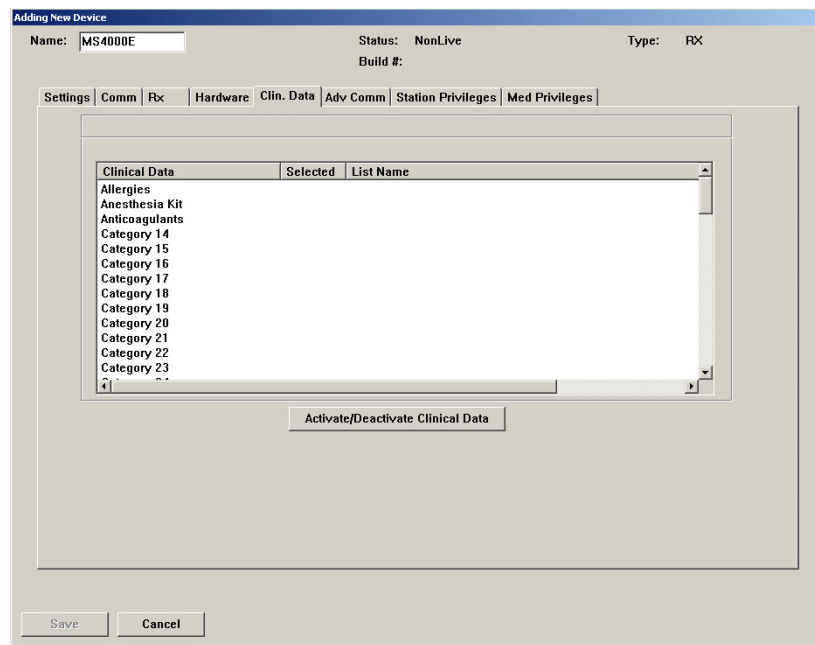 Adding New Device
Name: MS4000E Status: NonLive Type: RX
Build #:
Settings Comm Rx Hardware Clin. Data Adv Comm Station Privileges Med Privileges
Clinical Data Selected List Name
Allergies
Anesthesia Kit
Anticoagulants
Category 14
Category 15
Category 16
Category 17
Category 18
Category 19
Category 20
Category 21
Category 22
Category 23
Activate/Deactivate Clinical Data
Save Cancel